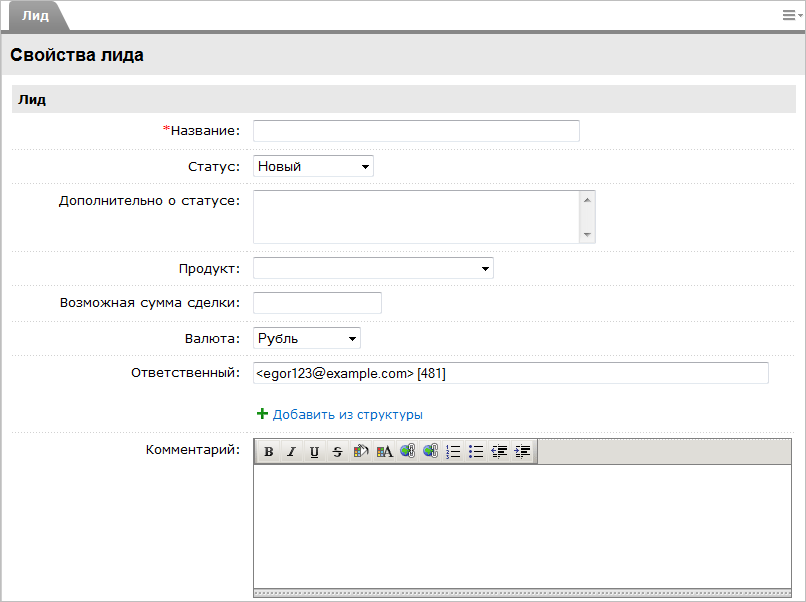 Лид
Свойства лида
Лид
*Название:
Статус: Новый
Дополнительно о статусе:
Продукт:
Возможная сумма сделки:
Валюта: Рубль
Ответственный: <egor123@example.com> [481]
Добавить из структуры
Комментарий: B I U S A